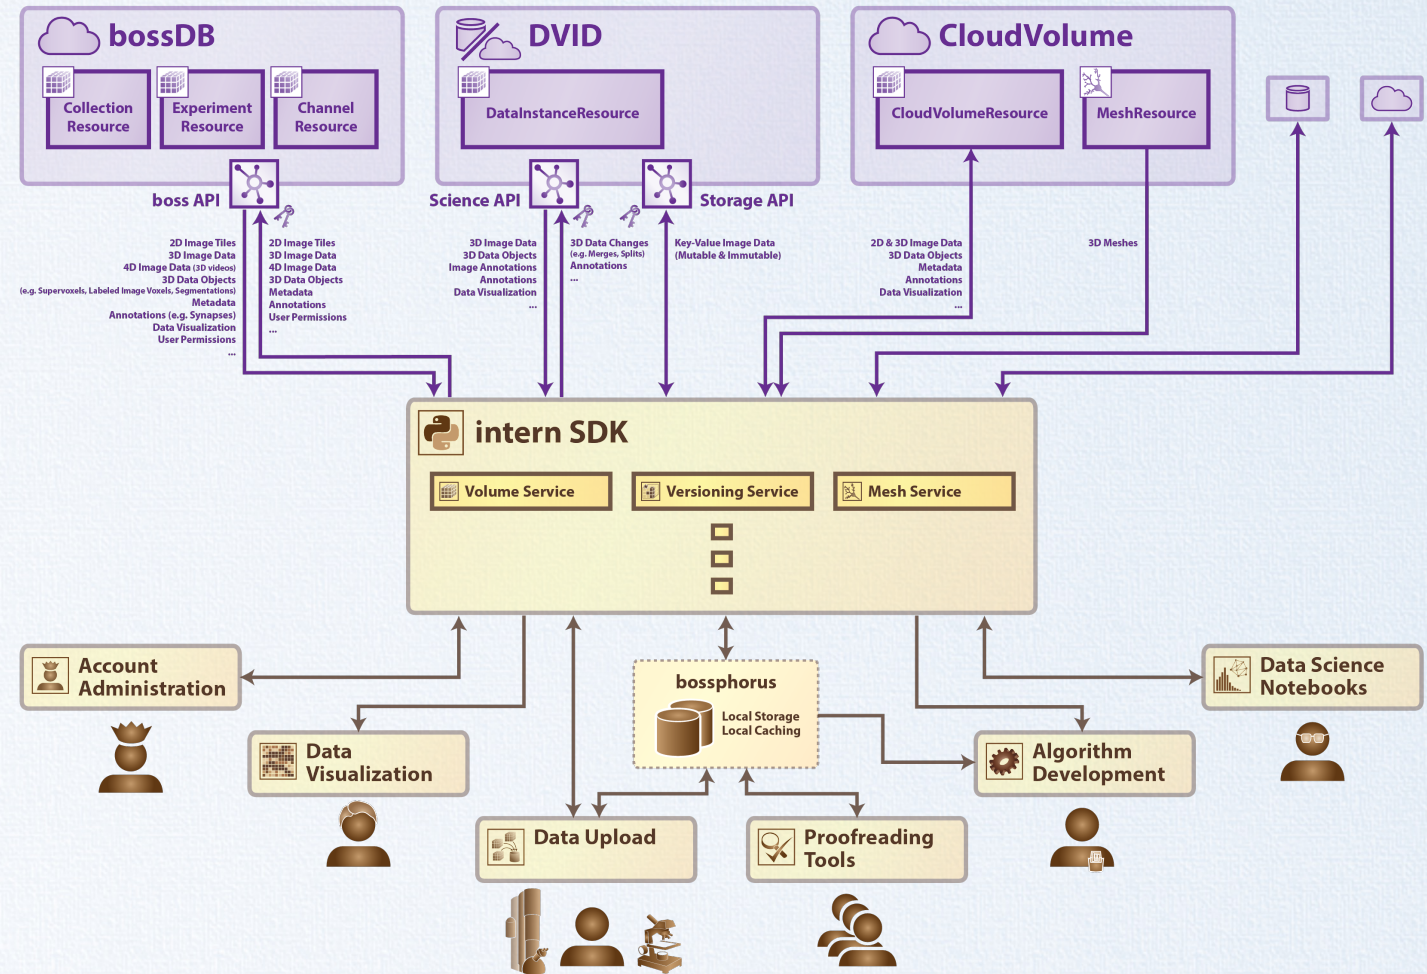 bossDB
Collection
Resource
Experiment
Resource
Channel
Resource
boss API
DVID
DataInstanceResource
Science API
Storage API
CloudVolume
CloudVolumeResource
MeshResource
2D Image Tiles
3D Image Data
4D Image Data (3D videos)
3D Data Objects
(e.g. Supervoxels, Labeled Image Voxels, Segmentations)
Metadata
Annotations (e.g. Synapses)
Data Visualization
User Permissions
...
2D Image Tiles
3D Image Data
4D Image Data
3D Data Objects
Metadata
Annotations
User Permissions
...
3D Image Data
3D Data Objects
Image Annotations
Annotations
Data Visualization
...
3D Data Changes
(e.g. Merges, Splits)
Annotations
...
Key-Value Image Data
(Mutable & Immutable)
2D & 3D Image Data
3D Data Objects
Metadata
Annotations
Data Visualization
...
3D Meshes
intern SDK
Volume Service
Versioning Service
Mesh Service
Account
Administration
Data
Visualization
bossphorus
Local Storage
Local Caching
Data Upload
Proofreading
Tools
Algorithm
Development
Data Science
Notebooks